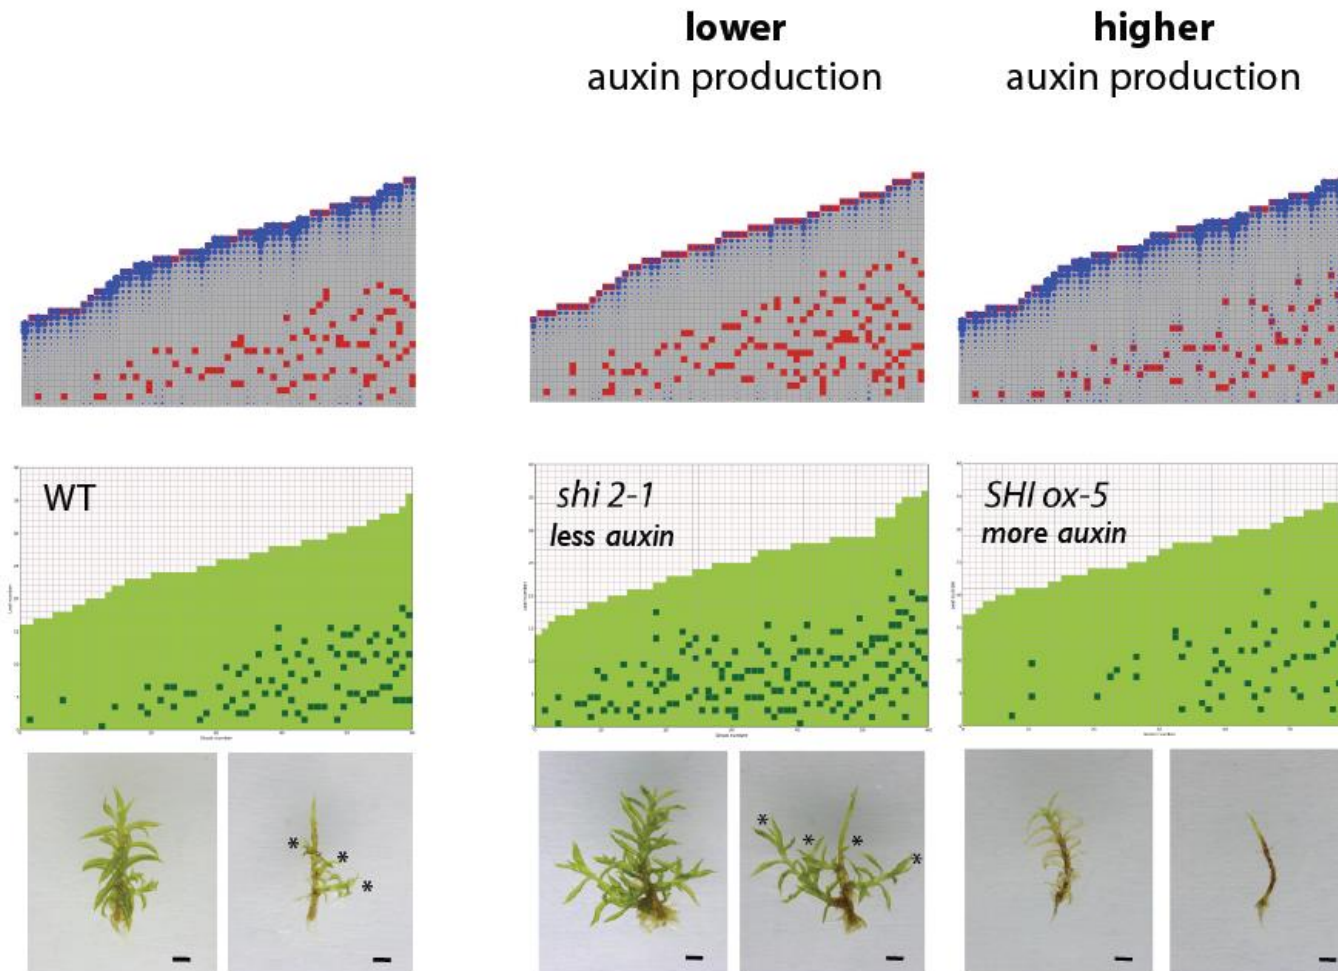 lower
auxin production
higher
auxin production
WT
shi 2-1
less auxin
SHI ox-5
more auxin
*
*
*
*
*
*
*